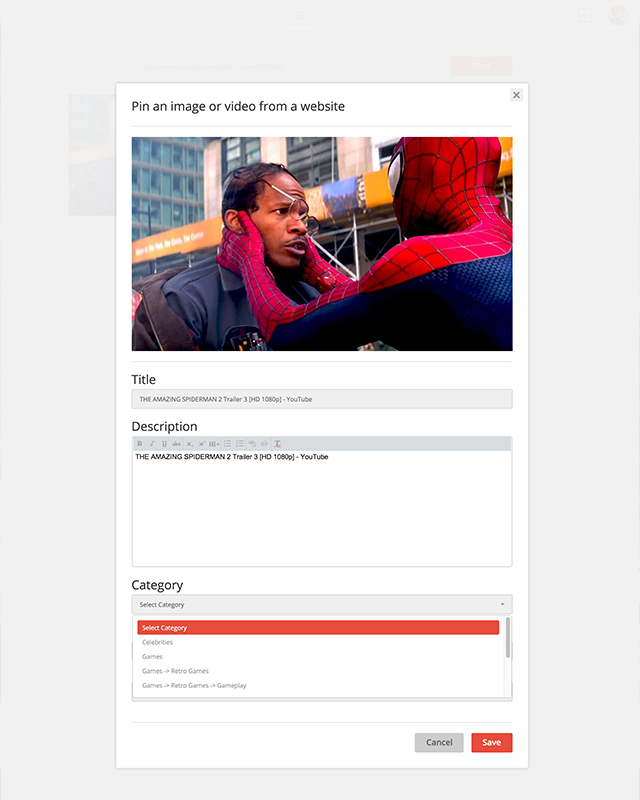 Pin an image or video from a website
Title
THE AMAZING SPIDERMAN 2 Trailer 3 [HD 1080p] - YouTube
Description
THE AMAZING SPIDERMAN 2 Trailer 3 [HD 1080p] - YouTube
Category
Select Category
Select Category
Celebrities
Games
Games -> Retro Games
Games -> Retro Games -> Gameplay
Cancel
Save